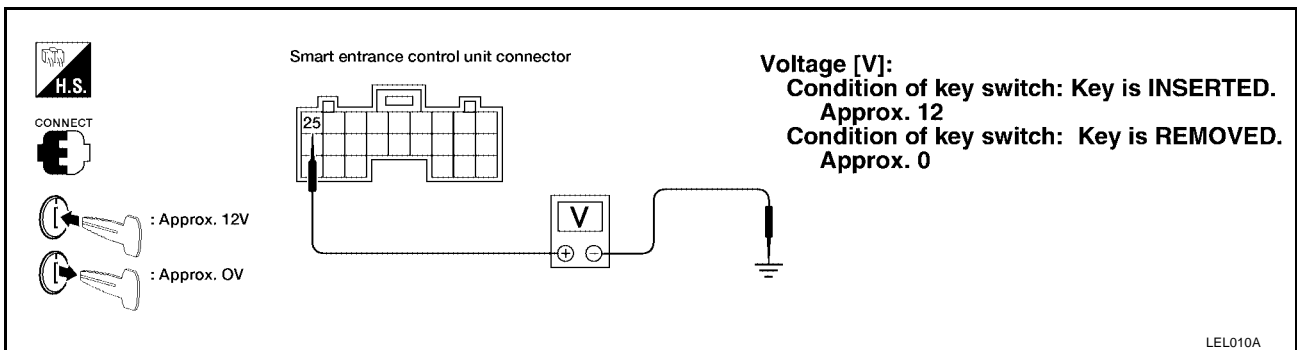 H.S.
CONNECT
: Approx. 12V
: Approx. OV
Smart entrance control unit connector
25
V
+ −
Voltage [V]:
Condition of key switch: Key is INSERTED.
Approx. 12
Condition of key switch: Key is REMOVED.
Approx. 0
LEL010A